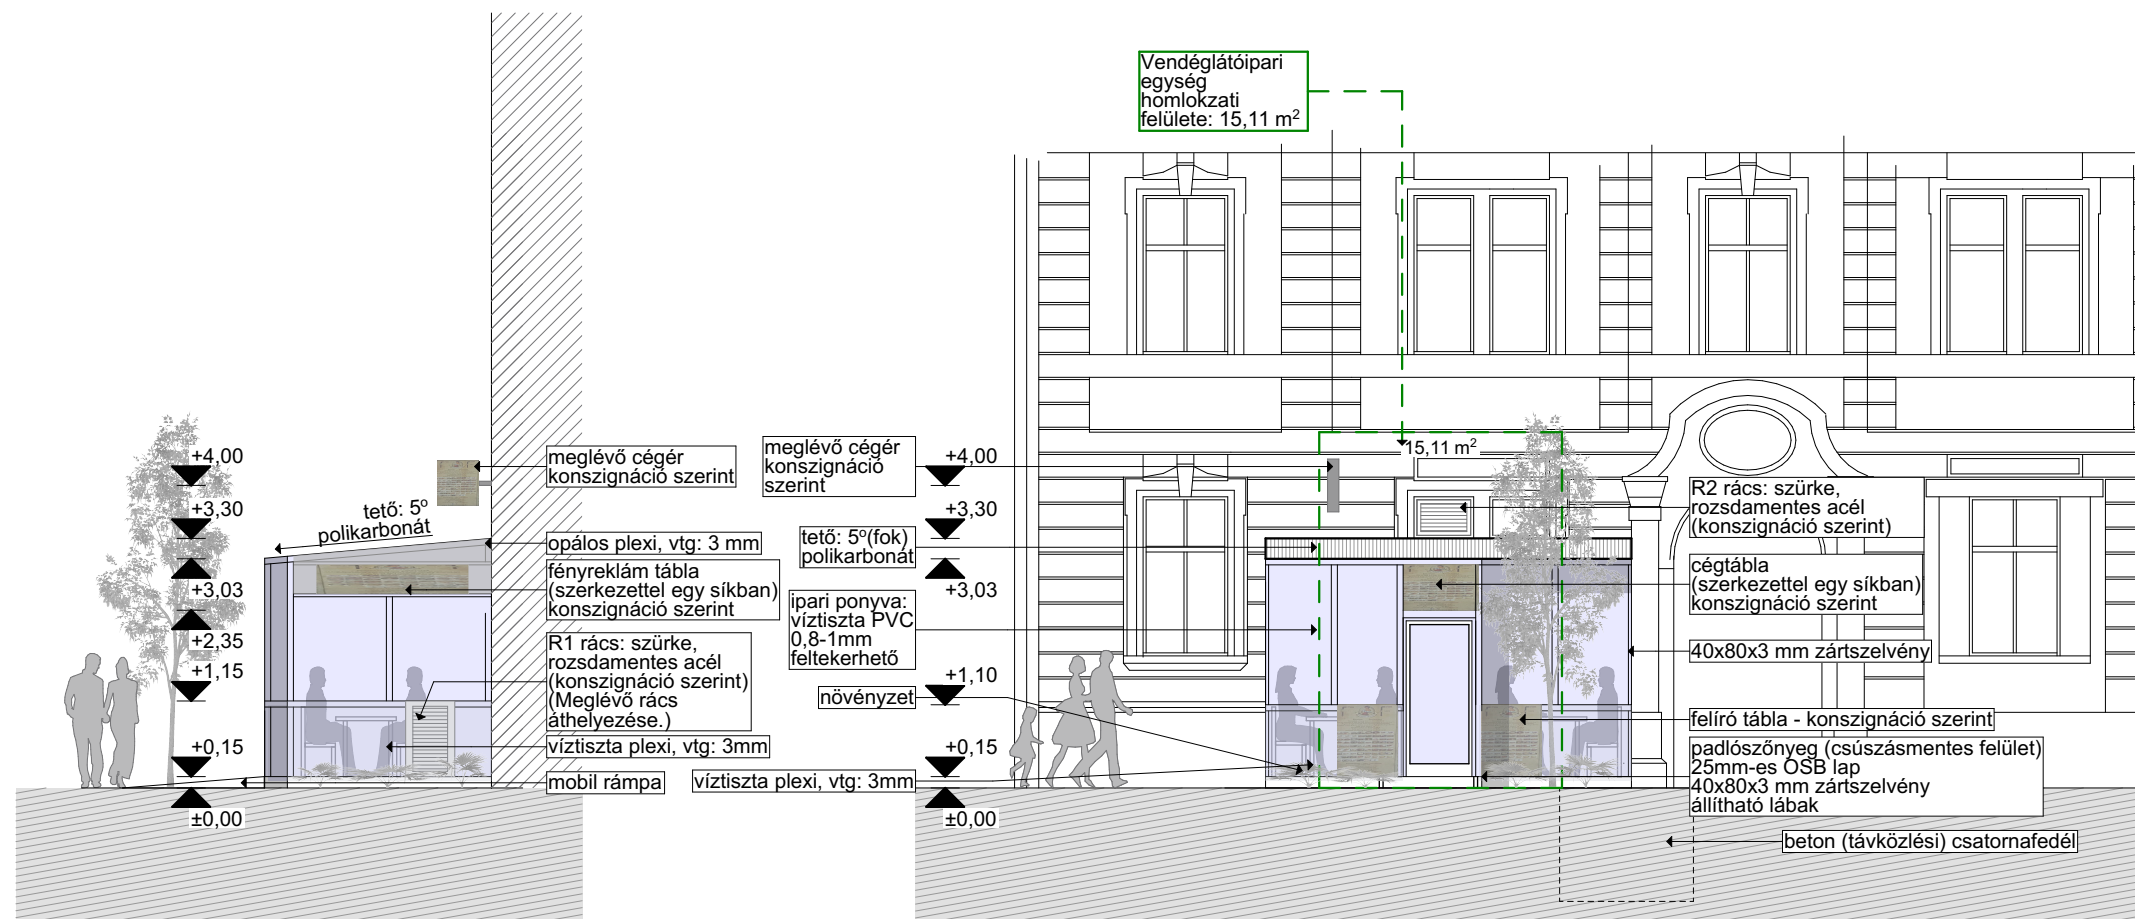 Vendéglátóipari
egység
homlokzati
felülete: 15,11 m²
+4,00
+3,30
+3,03
+2,35
+1,15
+0,15
±0,00
tető: 5º
polikarbonát
meglévő cégér
konszignáció szerint
opálos plexi, vtg: 3 mm
fényreklám tábla
(szerkezettel egy síkban)
konszignáció szerint
R1 rács: szürke,
rozsdamentes acél
(konszignáció szerint)
(Meglévő rács
áthelyezése.)
víztiszta plexi, vtg: 3mm
mobil rámpa
meglévő cégér
konszignáció
szerint
tető: 5º(fok)
polikarbonát
ipari ponyva:
víztiszta PVC
0,8-1mm
feltekerhető
növényzet
víztiszta plexi, vtg: 3mm
+4,00
+3,30
+3,03
+1,10
+0,15
±0,00
15,11 m²
R2 rács: szürke,
rozsdamentes acél
(konszignáció szerint)
cégtábla
(szerkezettel egy síkban)
konszignáció szerint
40x80x3 mm zártszelvény
felíró tábla - konszignáció szerint
padlószőnyeg (csúszásmentes felület)
25mm-es OSB lap
40x80x3 mm zártszelvény
állítható lábak
beton (távközlési) csatornafedél